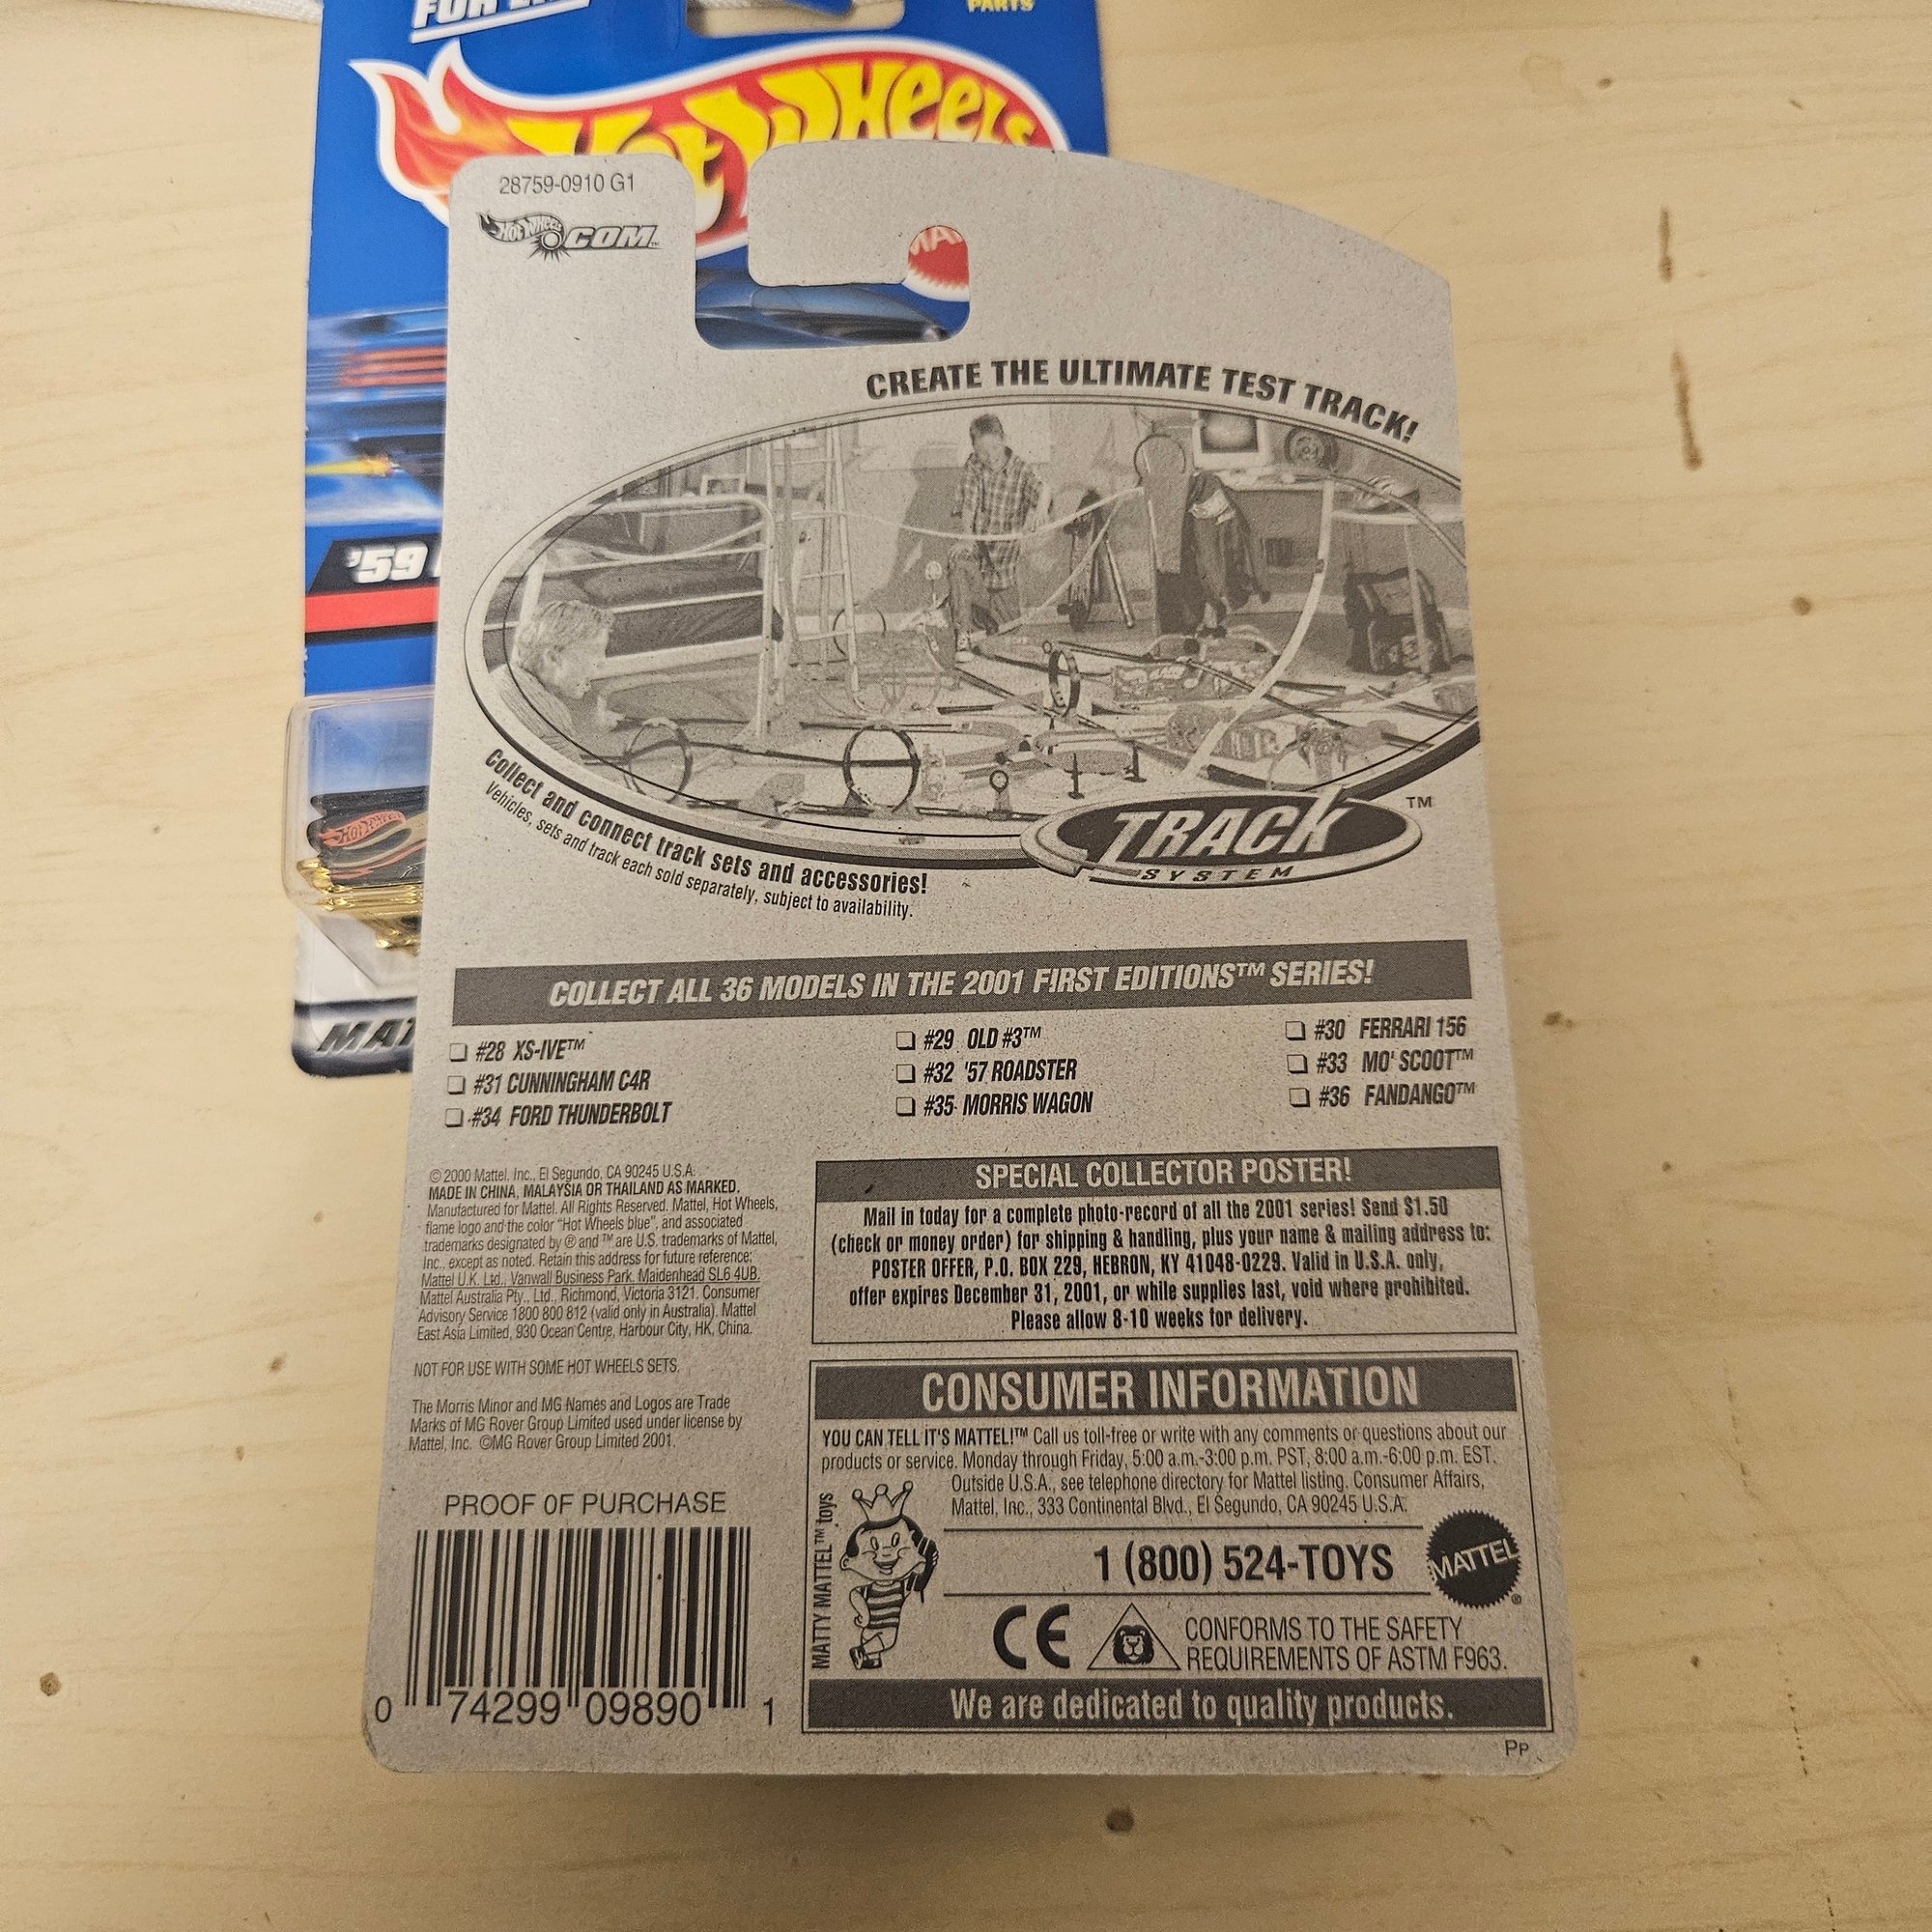 PARTS
Hot Wheels
28759-0910 G1
HOT WHEELS .COM™
CREATE THE ULTIMATE TEST TRACK!
'59
Collect and connect track sets and accessories!
Vehicles, sets and track each sold separately, subject to availability.
TRACK™
SYSTEM
HOT WHEELS
COLLECT ALL 36 MODELS IN THE 2001 FIRST EDITIONS™ SERIES!
#28 XS-IVE™
#29 OLD #3™
#30 FERRARI 156
#31 CUNNINGHAM C4R
#32 '57 ROADSTER
#33 MO' SCOOT™
#34 FORD THUNDERBOLT
#35 MORRIS WAGON
#36 FANDANGO™
© 2000 Mattel, Inc., El Segundo, CA 90245 U.S.A.
MADE IN CHINA, MALAYSIA OR THAILAND AS MARKED.
Manufactured for Mattel. All Rights Reserved. Mattel, Hot Wheels,
flame logo and the color "Hot Wheels blue", and associated
trademarks designated by ® and ™ are U.S. trademarks of Mattel,
Inc., except as noted. Retain this address for future reference:
Mattel U.K. Ltd., Vanwall Business Park, Maidenhead SL6 4UB.
Mattel Australia Pty., Ltd., Richmond, Victoria 3121. Consumer
Advisory Service 1800 800 812 (valid only in Australia). Mattel
East Asia Limited, 930 Ocean Centre, Harbour City, HK, China.
NOT FOR USE WITH SOME HOT WHEELS SETS.
The Morris Minor and MG Names and Logos are Trade
Marks of MG Rover Group Limited used under license by
Mattel, Inc. ©MG Rover Group Limited 2001.
PROOF OF PURCHASE
0 74299 09890 1
SPECIAL COLLECTOR POSTER!
Mail in today for a complete photo-record of all the 2001 series! Send $1.50
(check or money order) for shipping & handling, plus your name & mailing address to:
POSTER OFFER, P.O. BOX 229, HEBRON, KY 41048-0229. Valid in U.S.A. only,
offer expires December 31, 2001, or while supplies last, void where prohibited.
Please allow 8-10 weeks for delivery.
CONSUMER INFORMATION
YOU CAN TELL IT'S MATTEL!™ Call us toll-free or write with any comments or questions about our
products or service. Monday through Friday, 5:00 a.m.-3:00 p.m. PST, 8:00 a.m.-6:00 p.m. EST.
Outside U.S.A., see telephone directory for Mattel listing. Consumer Affairs,
Mattel, Inc., 333 Continental Blvd., El Segundo, CA 90245 U.S.A.
MATTY MATTEL™ toys
1 (800) 524-TOYS
MATTEL®
CE
CONFORMS TO THE SAFETY
REQUIREMENTS OF ASTM F963.
We are dedicated to quality products.
PP